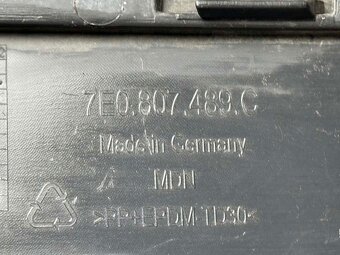 7E0.807.489.C
Made in Germany
MDN
>PP+EPDM-TD30<